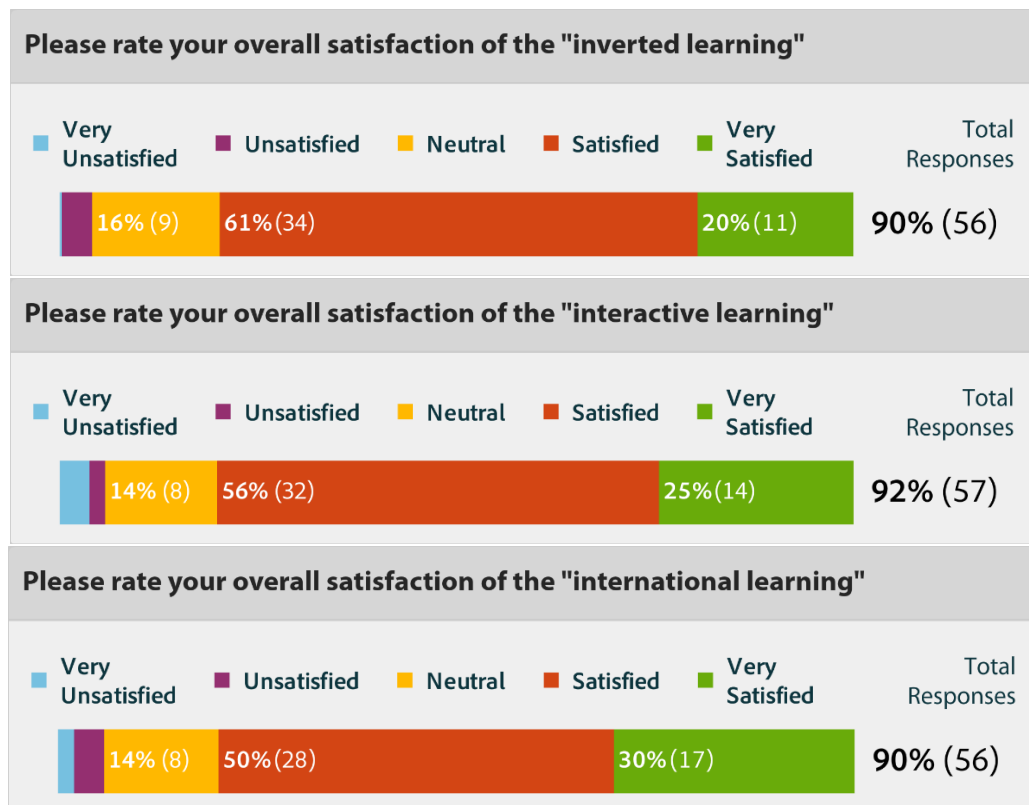 Please rate your overall satisfaction of the "inverted learning"
Very Unsatisfied
Unsatisfied
Neutral
Satisfied
Very Satisfied
Total Responses
16% (9) 61% (34) 20% (11) 90% (56)
Please rate your overall satisfaction of the "interactive learning"
Very Unsatisfied
Unsatisfied
Neutral
Satisfied
Very Satisfied
Total Responses
14% (8) 56% (32) 25% (14) 92% (57)
Please rate your overall satisfaction of the "international learning"
Very Unsatisfied
Unsatisfied
Neutral
Satisfied
Very Satisfied
Total Responses
14% (8) 50% (28) 30% (17) 90% (56)